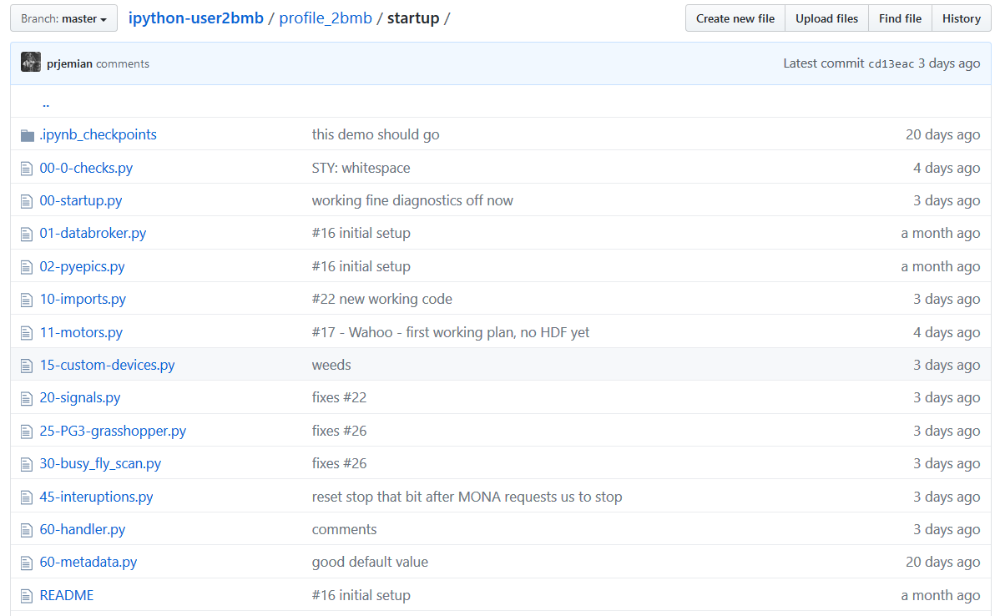 Branch: master ipython-user2bmb / profile_2bmb / startup / Create new file Upload files Find file History
prjemian comments Latest commit cd13eac 3 days ago
..
.ipynb_checkpoints this demo should go 20 days ago
00-0-checks.py STY: whitespace 4 days ago
00-startup.py working fine diagnostics off now 3 days ago
01-databroker.py #16 initial setup a month ago
02-pyepics.py #16 initial setup a month ago
10-imports.py #22 new working code 3 days ago
11-motors.py #17 - Wahoo - first working plan, no HDF yet 4 days ago
15-custom-devices.py weeds 3 days ago
20-signals.py fixes #22 3 days ago
25-PG3-grasshopper.py fixes #26 3 days ago
30-busy_fly_scan.py fixes #26 3 days ago
45-interuptions.py reset stop that bit after MONA requests us to stop 3 days ago
60-handler.py comments 3 days ago
60-metadata.py good default value 20 days ago
README #16 initial setup a month ago